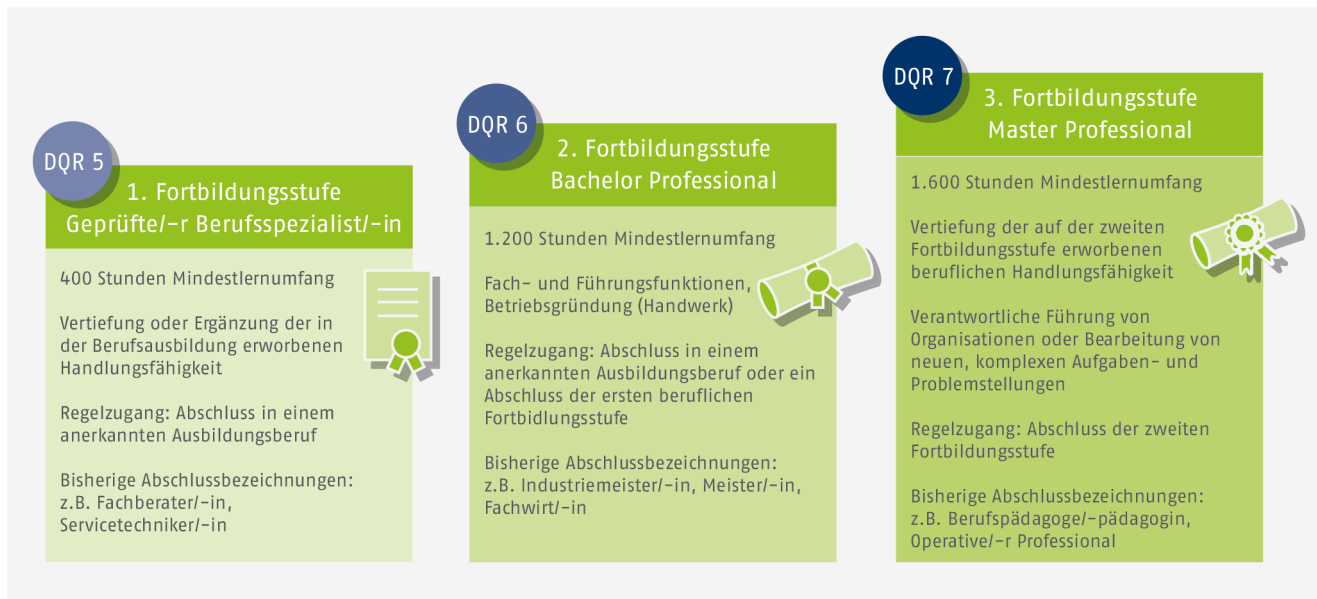 DQR 5
1. Fortbildungsstufe
Geprüfte/-r Berufsspezialist/-in
400 Stunden Mindestlernumfang
Vertiefung oder Ergänzung der in
der Berufsausbildung erworbenen
Handlungsfähigkeit
Regelzugang: Abschluss in einem
anerkannten Ausbildungsberuf
Bisherige Abschlussbezeichnungen:
z.B. Fachberater/-in,
Servicetechniker/-in
DQR 6
2. Fortbildungsstufe
Bachelor Professional
1.200 Stunden Mindestlernumfang
Fach- und Führungsfunktionen,
Betriebsgründung (Handwerk)
Regelzugang: Abschluss in einem
anerkannten Ausbildungsberuf oder ein
Abschluss der ersten beruflichen
Fortbidlungsstufe
Bisherige Abschlussbezeichnungen:
z.B. Industriemeister/-in, Meister/-in,
Fachwirt/-in
DQR 7
3. Fortbildungsstufe
Master Professional
1.600 Stunden Mindestlernumfang
Vertiefung der auf der zweiten
Fortbildungsstufe erworbenen
beruflichen Handlungsfähigkeit
Verantwortliche Führung von
Organisationen oder Bearbeitung von
neuen, komplexen Aufgaben- und
Problemstellungen
Regelzugang: Abschluss der zweiten
Fortbildungsstufe
Bisherige Abschlussbezeichnungen:
z.B. Berufspädagoge/-pädagogin,
Operative/-r Professional